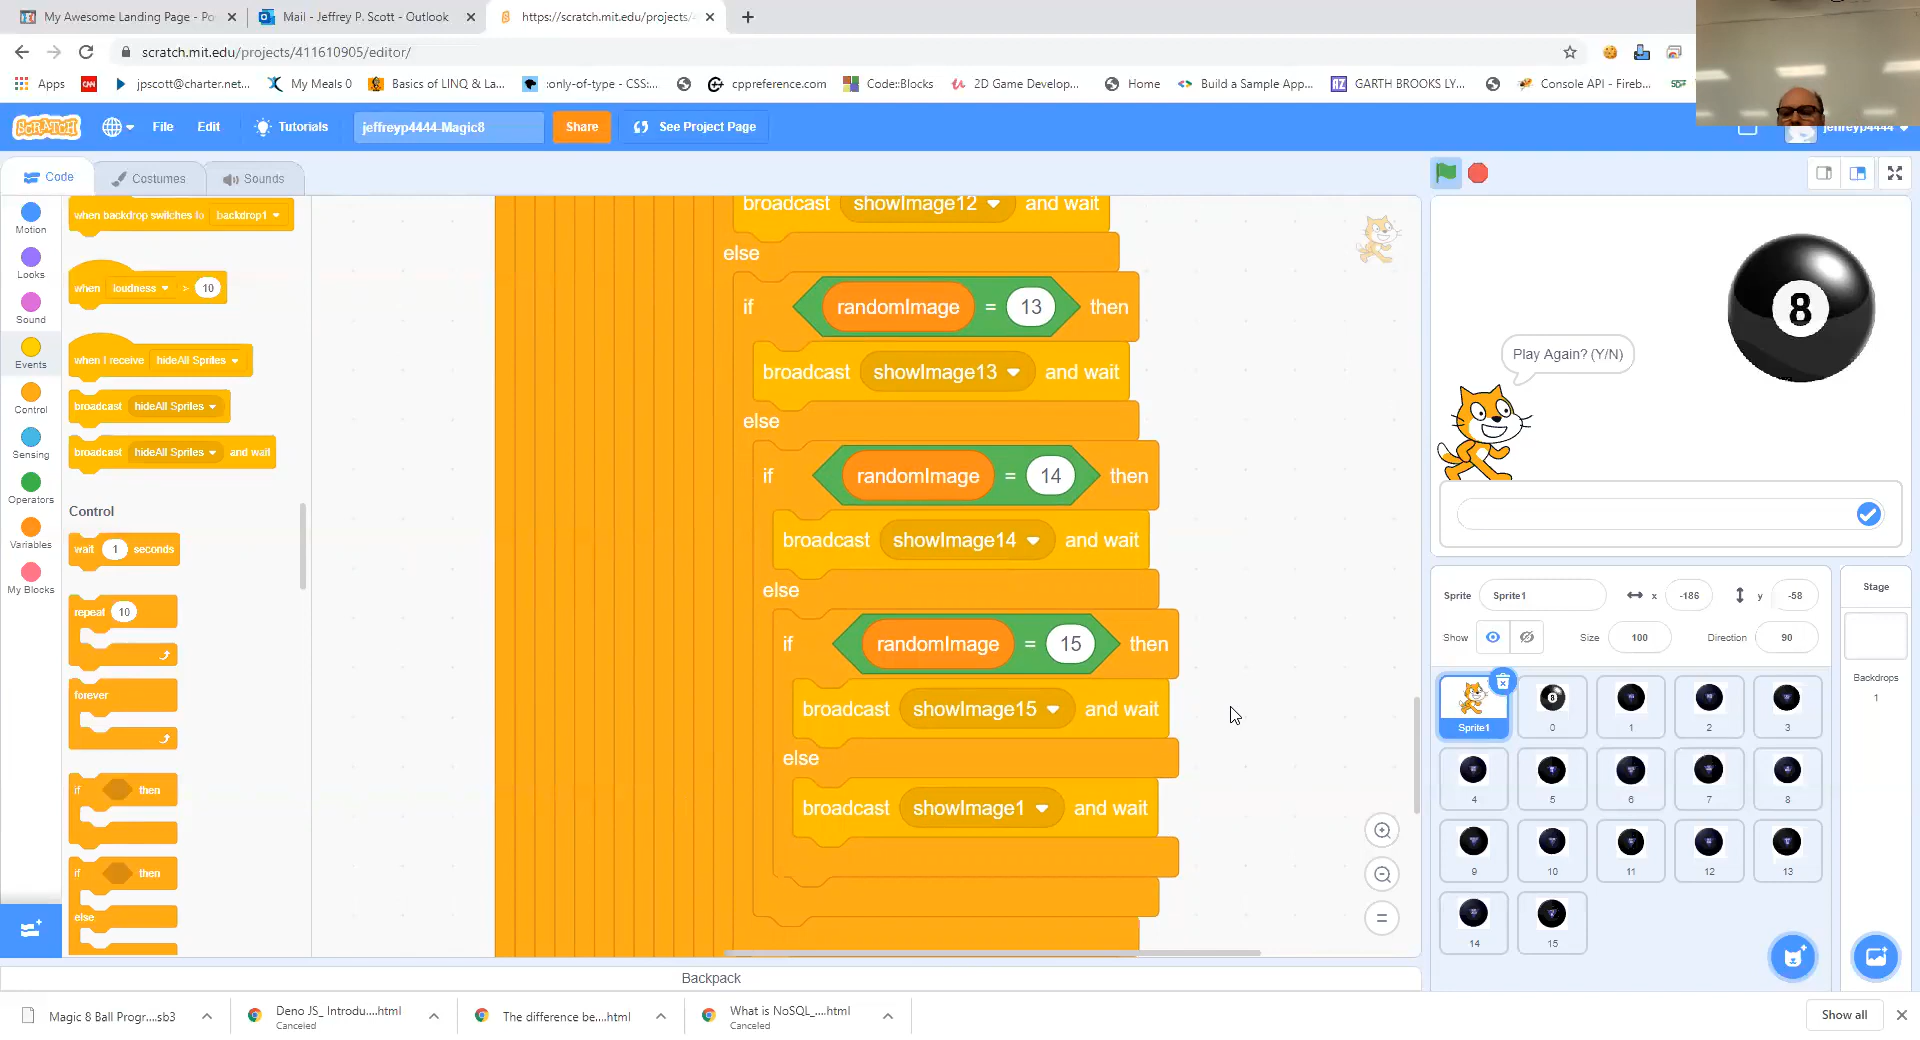 My Awesome Landing Page - Po
Mail - Jeffrey P. Scott - Outlook
https://scratch.mit.edu/projects/4
scratch.mit.edu/projects/411610905/editor/
Apps
CNN
jpscott@charter.net...
My Meals 0
Basics of LINQ & La...
:only-of-type - CSS:...
cppreference.com
Code::Blocks
2D Game Develop...
Home
Build a Sample App...
GARTH BROOKS LY...
Console API - Fireb...
SCRATCH
File
Edit
Tutorials
jeffreyp4444-Magic8
Share
See Project Page
jeffreyp4444
Code
Costumes
Sounds
Motion
Looks
Sound
Events
Control
Sensing
Operators
Variables
My Blocks
when backdrop switches to backdrop1
when loudness > 10
when I receive hideAll Sprites
broadcast hideAll Sprites
broadcast hideAll Sprites and wait
Control
wait 1 seconds
repeat 10
forever
if then
if then
else
broadcast showImage12 and wait
else
if randomImage = 13 then
broadcast showImage13 and wait
else
if randomImage = 14 then
broadcast showImage14 and wait
else
if randomImage = 15 then
broadcast showImage15 and wait
else
broadcast showImage1 and wait
Backpack
8
Play Again? (Y/N)
Sprite Sprite1 x -186 y -58
Show Size 100 Direction 90
Stage
Backdrops
1
Sprite1 0 1 2 3
4 5 6 7 8
9 10 11 12 13
14 15
Magic 8 Ball Progr....sb3
Deno JS_ Introdu....html
Canceled
The difference be....html
What is NoSQL_....html
Canceled
Show all